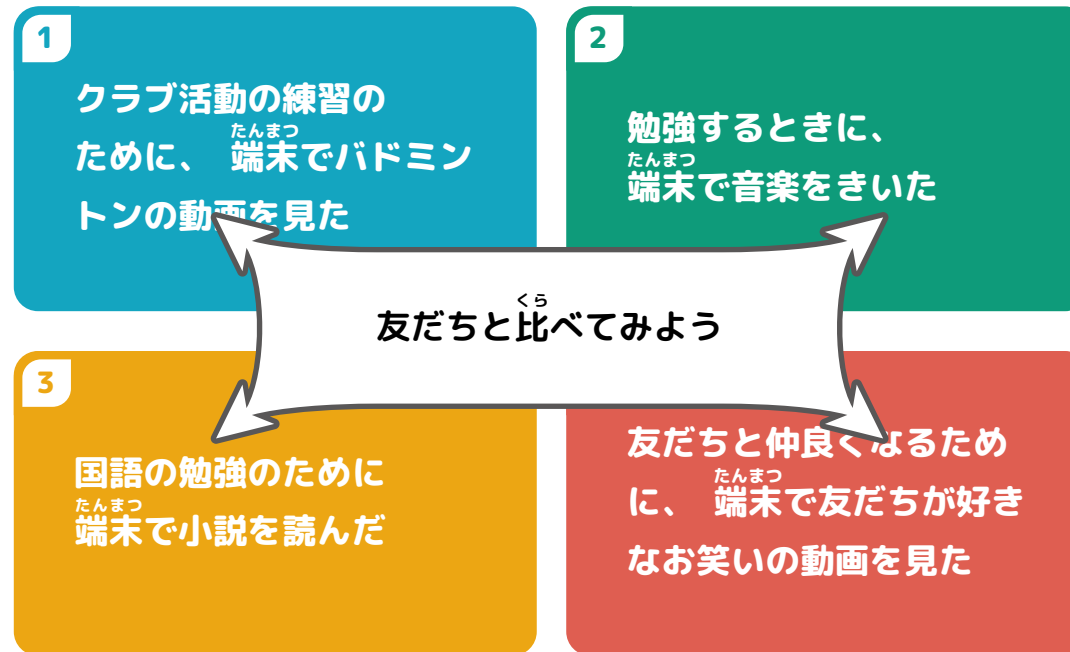 1
クラブ活動の練習の
たんまつ
ために、 端末でバドミン
トンの動画を見た
2
勉強するときに、
たんまつ
端末で音楽をきいた
くら
友だちと比べてみよう
3
国語の勉強のために
たんまつ
端末で小説を読んだ
友だちと仲良くなるため
たんまつ
に、 端末で友だちが好き
なお笑いの動画を見た